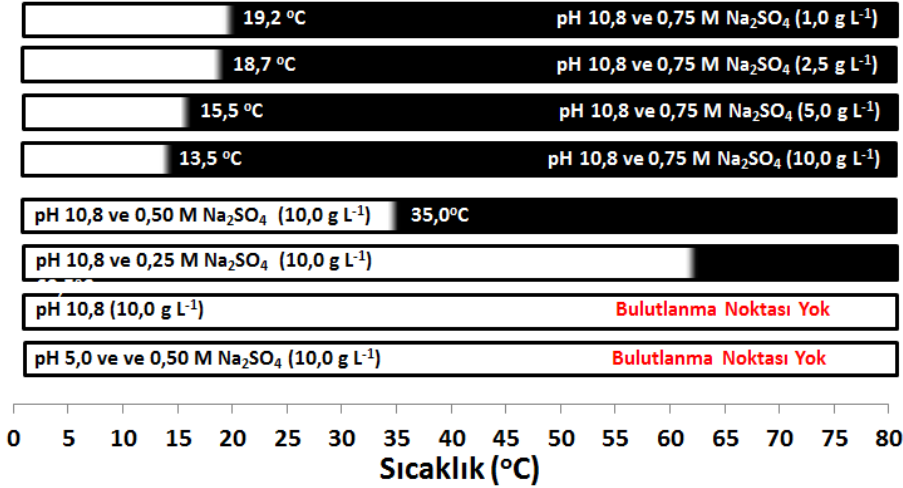 19,2 ºC pH 10,8 ve 0,75 M Na₂SO₄ (1,0 g L⁻¹)
18,7 ºC pH 10,8 ve 0,75 M Na₂SO₄ (2,5 g L⁻¹)
15,5 ºC pH 10,8 ve 0,75 M Na₂SO₄ (5,0 g L⁻¹)
13,5 ºC pH 10,8 ve 0,75 M Na₂SO₄ (10,0 g L⁻¹)
pH 10,8 ve 0,50 M Na₂SO₄ (10,0 g L⁻¹) 35,0ºC
pH 10,8 ve 0,25 M Na₂SO₄ (10,0 g L⁻¹)
pH 10,8 (10,0 g L⁻¹) Bulutlanma Noktası Yok
pH 5,0 ve ve 0,50 M Na₂SO₄ (10,0 g L⁻¹) Bulutlanma Noktası Yok
0 5 10 15 20 25 30 35 40 45 50 55 60 65 70 75 80
Sıcaklık (ºC)